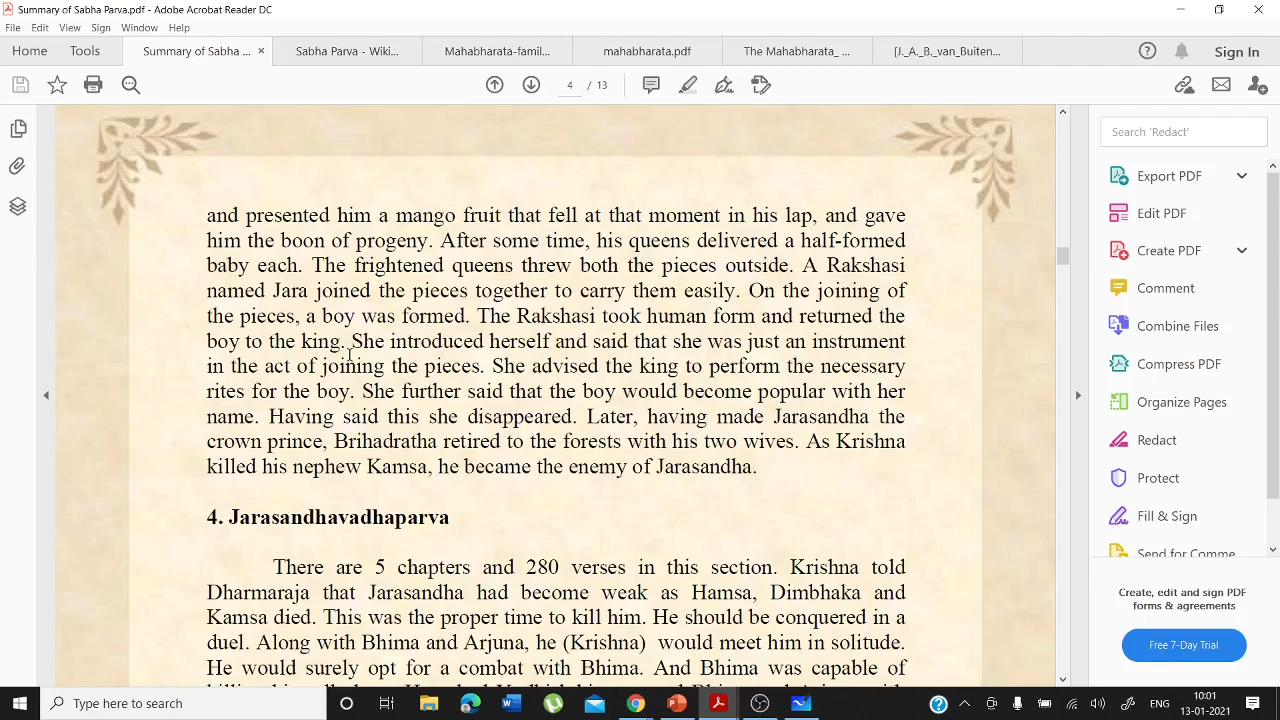 Summary of Sabha Parva.pdf - Adobe Acrobat Reader DC
File Edit View Sign Window Help
Home Tools Summary of Sabha ... × Sabha Parva - Wiki... Mahabharata-famil... mahabharata.pdf The Mahabharata_ ... [J._A._B._van_Buiten... Sign In
4 / 13
Search 'Redact'
Export PDF
Edit PDF
Create PDF
Comment
Combine Files
Compress PDF
Organize Pages
Redact
Protect
Fill & Sign
Send for Comme
Create, edit and sign PDF
forms & agreements
Free 7-Day Trial
and presented him a mango fruit that fell at that moment in his lap, and gave
him the boon of progeny. After some time, his queens delivered a half-formed
baby each. The frightened queens threw both the pieces outside. A Rakshasi
named Jara joined the pieces together to carry them easily. On the joining of
the pieces, a boy was formed. The Rakshasi took human form and returned the
boy to the king. She introduced herself and said that she was just an instrument
in the act of joining the pieces. She advised the king to perform the necessary
rites for the boy. She further said that the boy would become popular with her
name. Having said this she disappeared. Later, having made Jarasandha the
crown prince, Brihadratha retired to the forests with his two wives. As Krishna
killed his nephew Kamsa, he became the enemy of Jarasandha.
4. Jarasandhavadhaparva
There are 5 chapters and 280 verses in this section. Krishna told
Dharmaraja that Jarasandha had become weak as Hamsa, Dimbhaka and
Kamsa died. This was the proper time to kill him. He should be conquered in a
duel. Along with Bhima and Arjuna, he (Krishna) would meet him in solitude.
He would surely opt for a combat with Bhima. And Bhima was capable of
Type here to search
ENG
10:01
13-01-2021